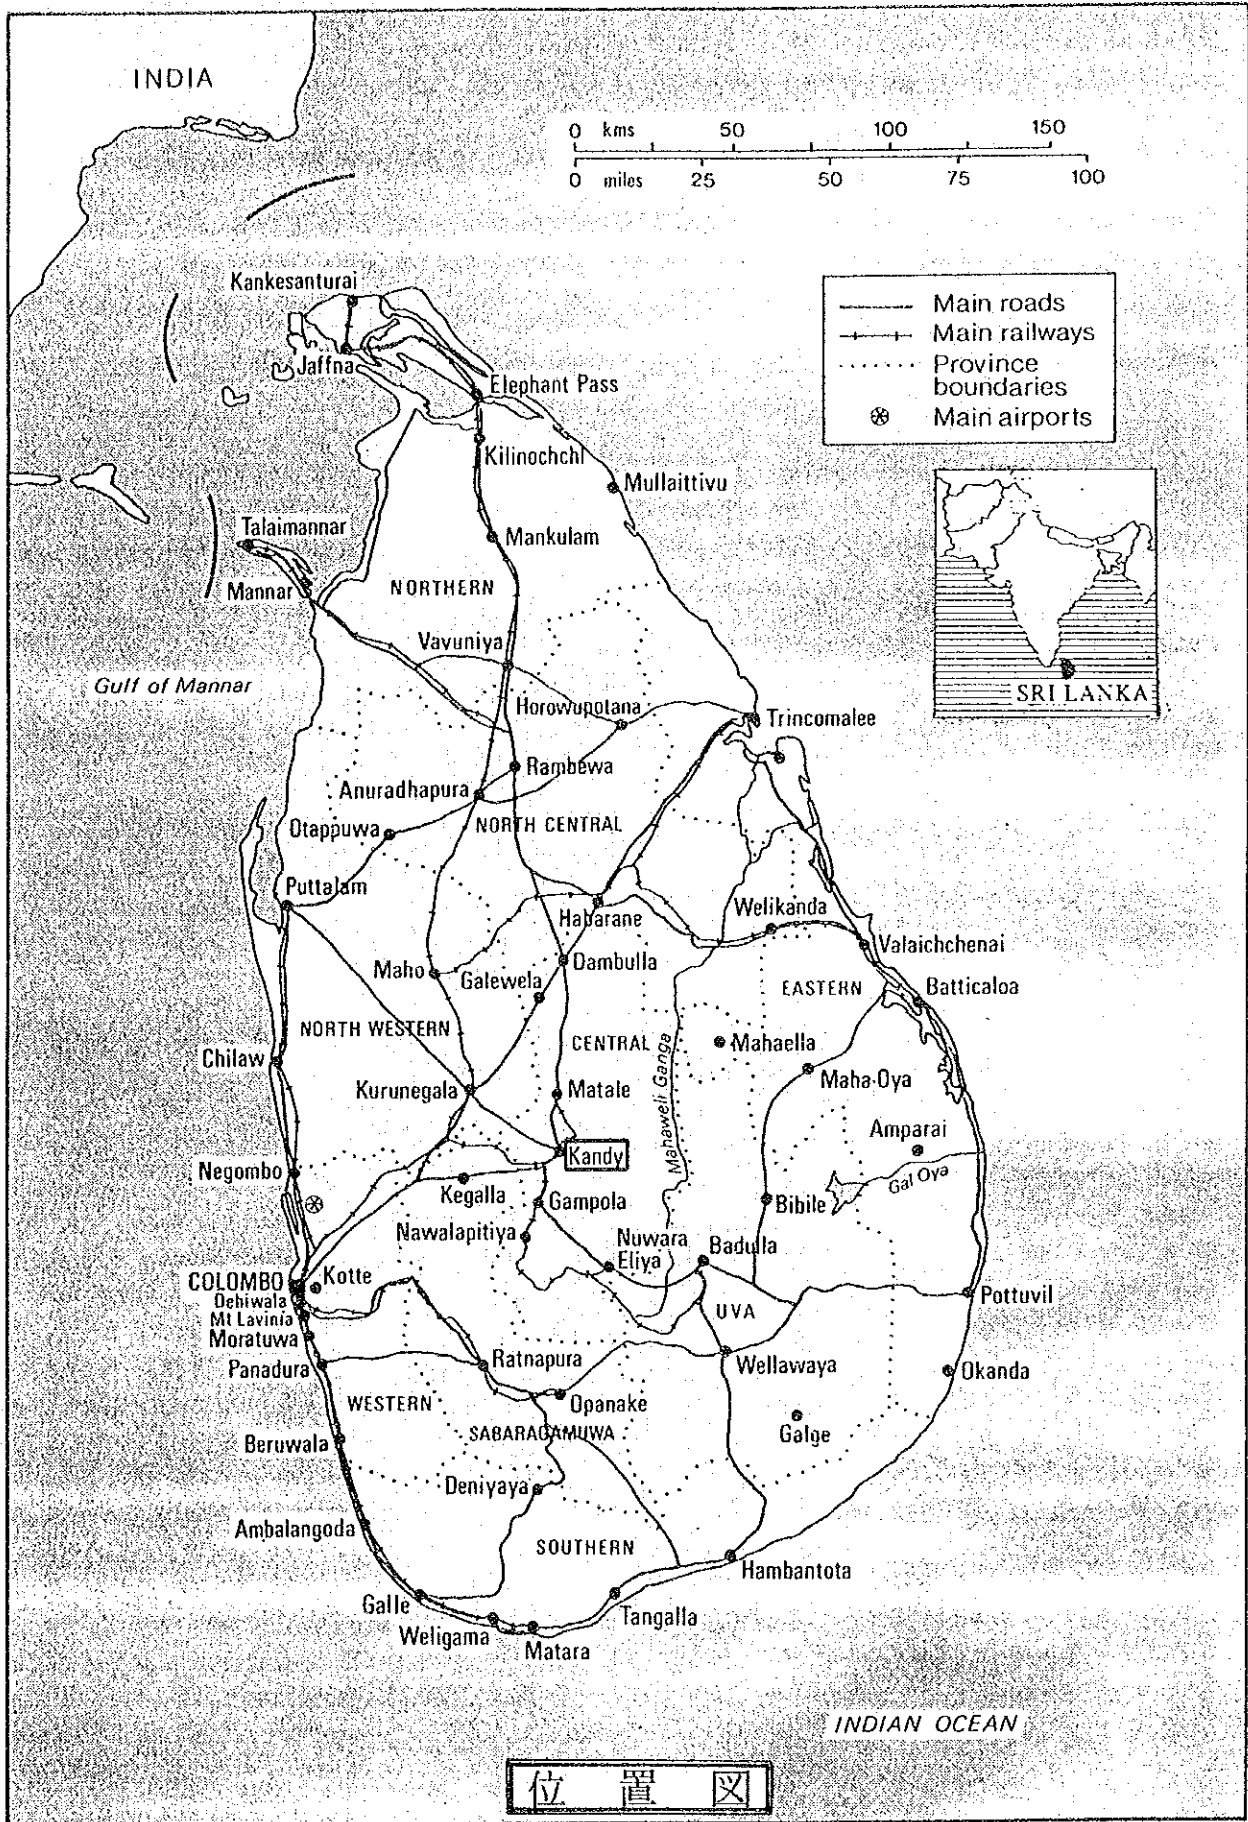 INDIA
0 kms 50 100 150
0 miles 25 50 75 100
Kankesanturai
Main roads
Main railways
Province
boundaries
Main airports
Jaffna
Elephant Pass
Kilinochchl
Mullaittivu
Talaimannar
Mankulam
Mannar
NORTHERN
Vavuniya
Gulf of Mannar
SRI LANKA
Horowupotana
Trincomalee
Rambewa
Anuradhapura
Otappuwa
NORTH CENTRAL
Puttalam
Habarane
Welikanda
Valaichchenai
Maho
Galewela
Dambulla
EASTERN
Batticaloa
NORTH WESTERN
CENTRAL
Mahaweli Ganga
Mahaella
Chilaw
Maha-Oya
Kurunegala
Matale
Amparai
Kandy
Negombo
Gal Oya
Kegalla
Gampola
Bibile
Nawalapitiya
Nuwara
Eliya
Badulla
COLOMBO
Kotte
Dehiwala
Mt Lavinia
Moratuwa
Pottuvil
UVA
Panadura
Ratnapura
Wellawaya
Okanda
WESTERN
Opanake
Galge
SABARAGAMUWA
Beruwala
Deniyaya
Ambalangoda
SOUTHERN
Hambantota
Galle
Tangalla
Weligama
Matara
INDIAN OCEAN
位 置 図